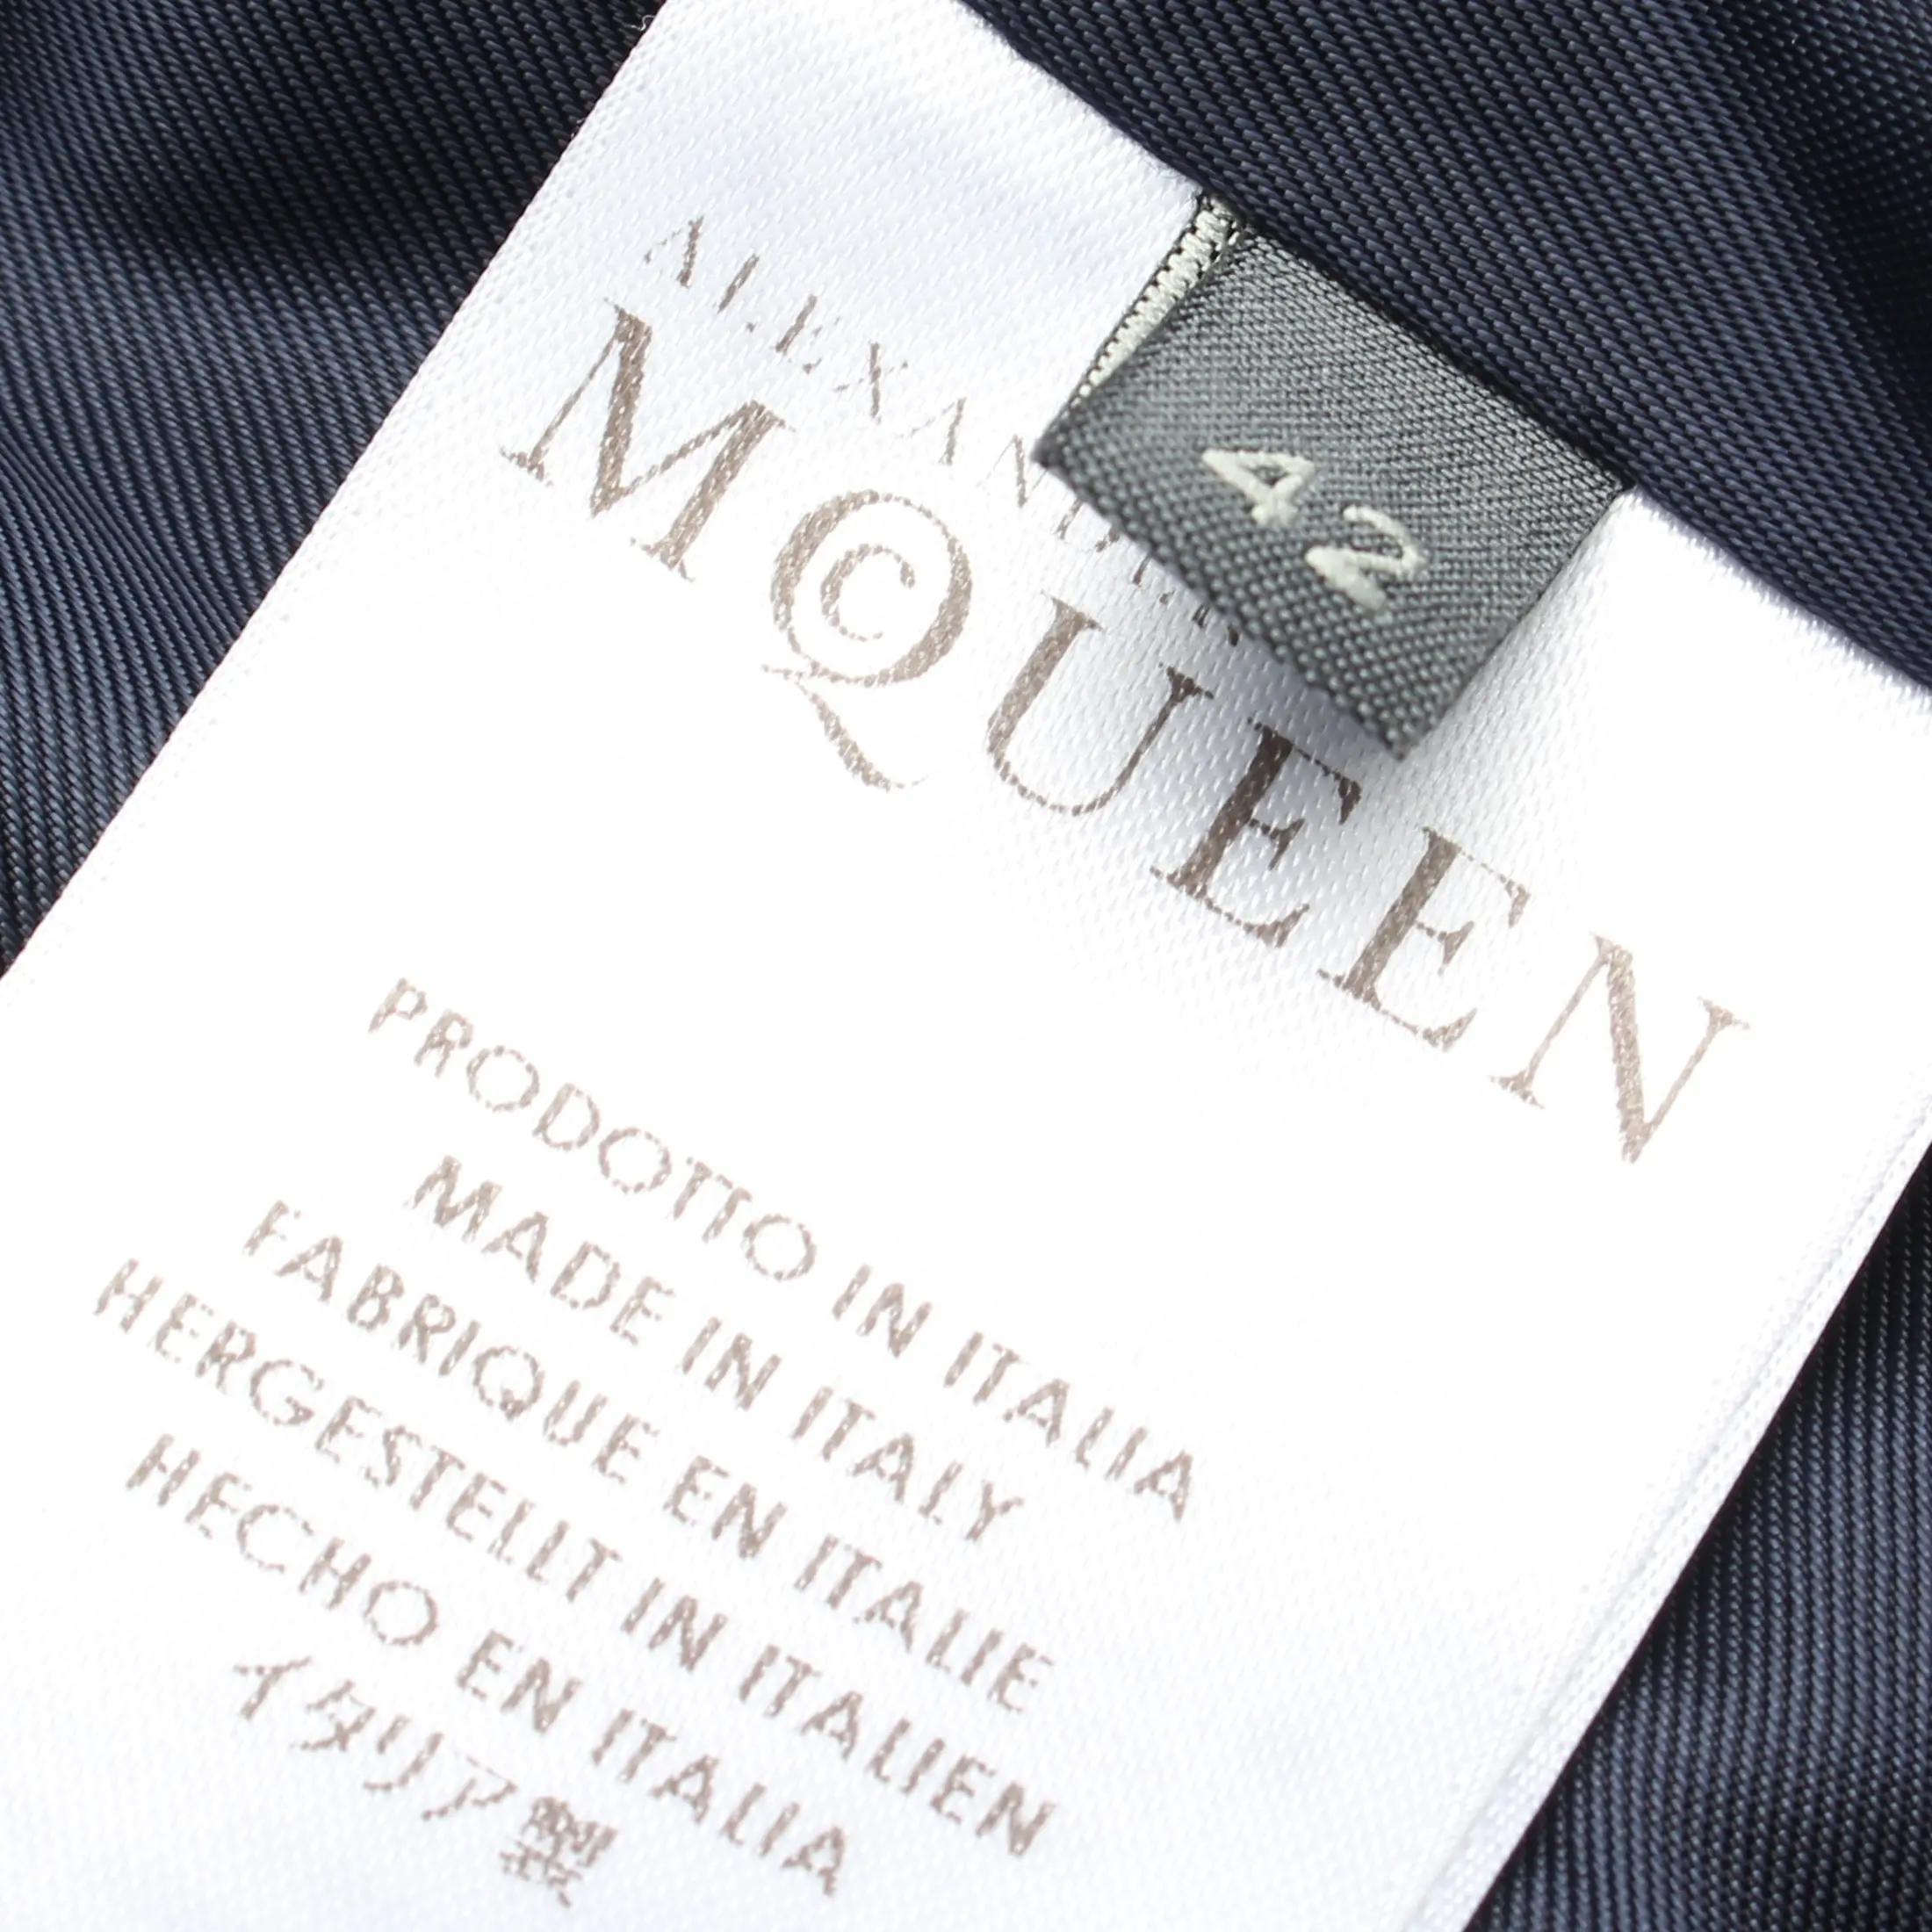 ALEXANDER
42
McQUEEN
PRODOTTO IN ITALIA
MADE IN ITALY
FABRIQUE EN ITALIE
HERGESTELLT IN ITALIEN
HECHO EN ITALIA
イタリア製